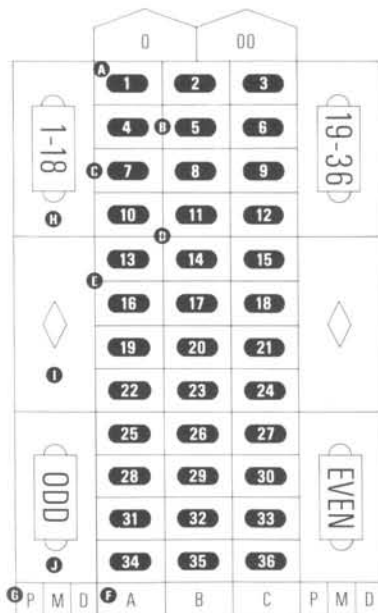 0 00
A
1 2 3
4 B 5 6
1-18
19-36
C 7 8 9
10 11 12
H
D
13 14 15
E
16 17 18
19 20 21
I
22 23 24
25 26 27
ODD
EVEN
28 29 30
31 32 33
J
34 35 36
G P M D F A B C P M D